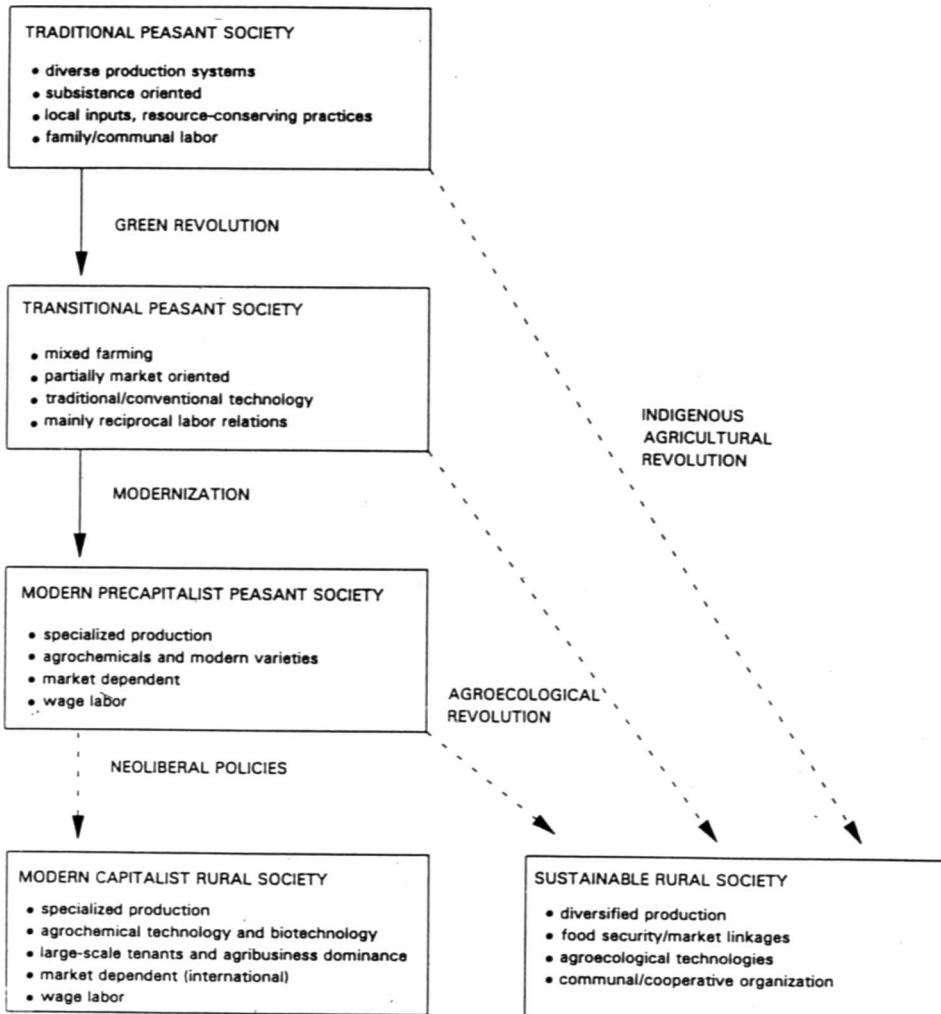 TRADITIONAL PEASANT SOCIETY
• diverse production systems
• subsistence oriented
• local inputs, resource-conserving practices
• family/communal labor
GREEN REVOLUTION
TRANSITIONAL PEASANT SOCIETY
• mixed farming
• partially market oriented
• traditional/conventional technology
• mainly reciprocal labor relations
INDIGENOUS
AGRICULTURAL
REVOLUTION
MODERNIZATION
MODERN PRECAPITALIST PEASANT SOCIETY
• specialized production
• agrochemicals and modern varieties
• market dependent
• wage labor
AGROECOLOGICAL
REVOLUTION
NEOLIBERAL POLICIES
MODERN CAPITALIST RURAL SOCIETY
• specialized production
• agrochemical technology and biotechnology
• large-scale tenants and agribusiness dominance
• market dependent (international)
• wage labor
SUSTAINABLE RURAL SOCIETY
• diversified production
• food security/market linkages
• agroecological technologies
• communal/cooperative organization